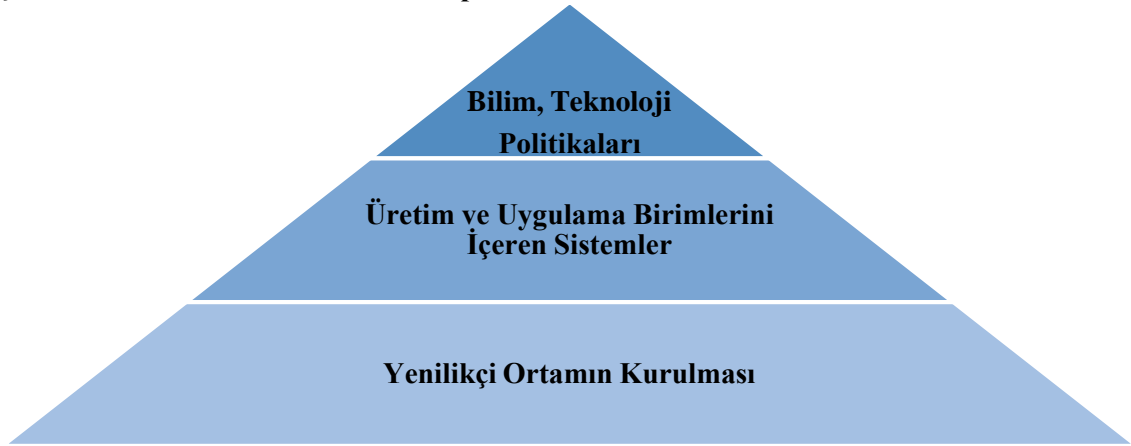 Bilim, Teknoloji
Politikaları
Üretim ve Uygulama Birimlerini
İçeren Sistemler
Yenilikçi Ortamın Kurulması